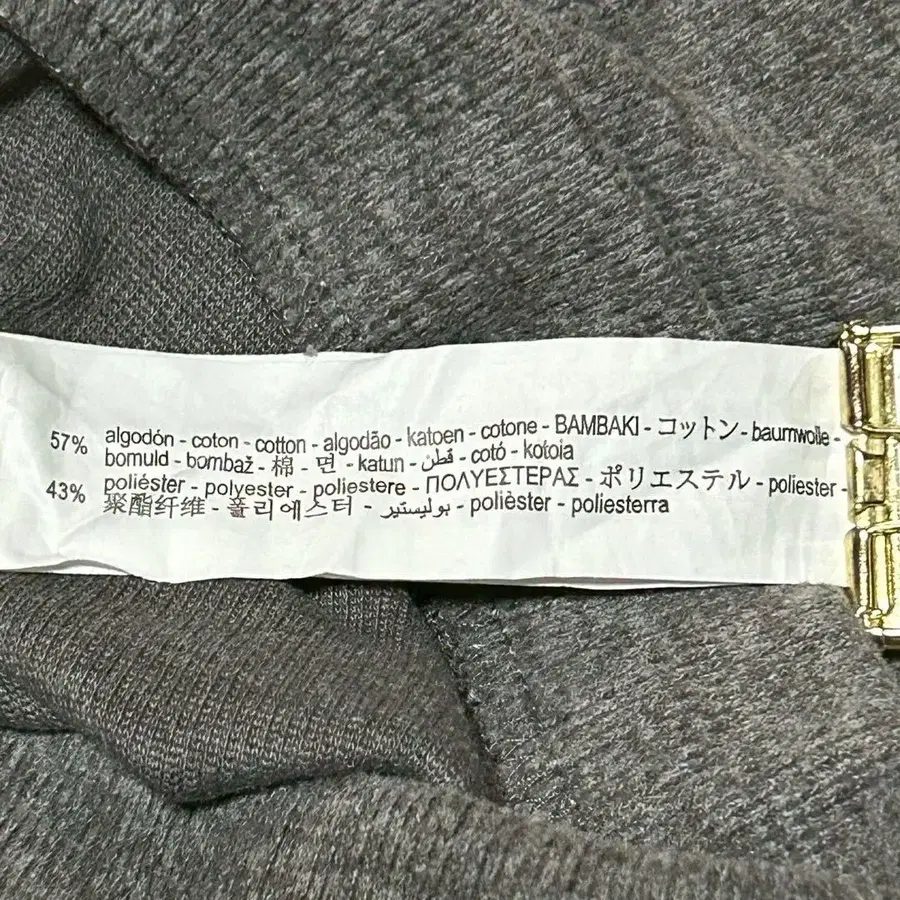 57% algodón - coton - cotton - algodão - katoen - cotone - BAMBAKI - コットン - baumwolle -
bomuld - bombaž - 棉 - 면 - katun - قطن - cotó - kotoia
43% poliéster - polyester - poliestere - ΠΟΛΥΕΣΤΕΡΑΣ - ポリエステル - poliester -
聚酯纤维 - 폴리에스터 - بوليستير - polièster - poliesterra